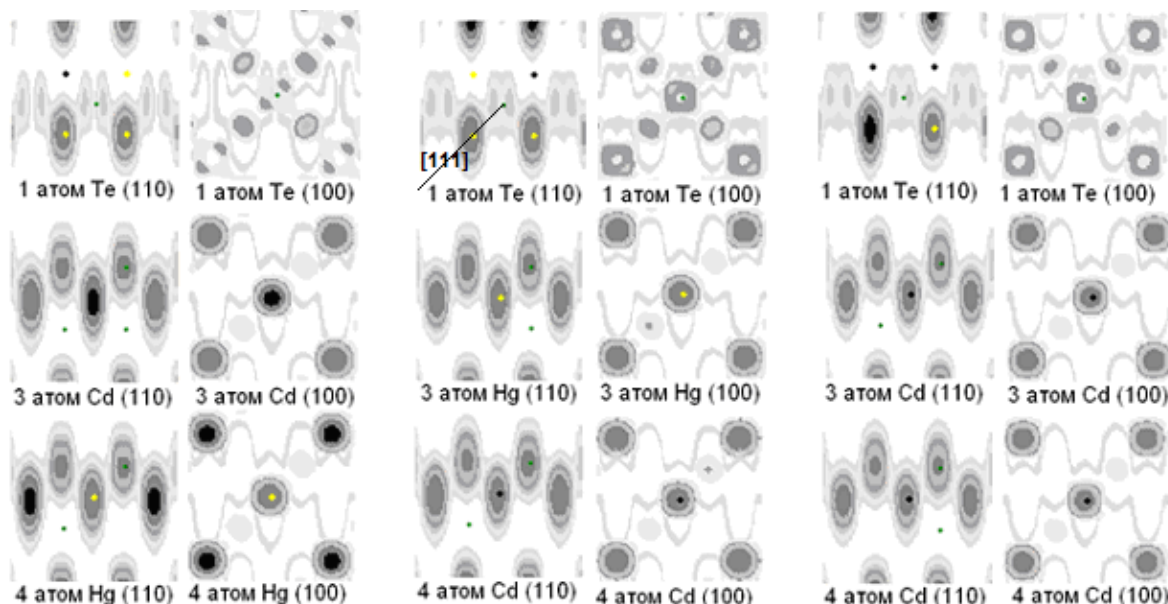 [111]
1 атом Te (110) 1 атом Te (100) 1 атом Te (110) 1 атом Te (100) 1 атом Te (110) 1 атом Te (100)
3 атом Cd (110) 3 атом Cd (100) 3 атом Hg (110) 3 атом Hg (100) 3 атом Cd (110) 3 атом Cd (100)
4 атом Hg (110) 4 атом Hg (100) 4 атом Cd (110) 4 атом Cd (100) 4 атом Cd (110) 4 атом Cd (100)